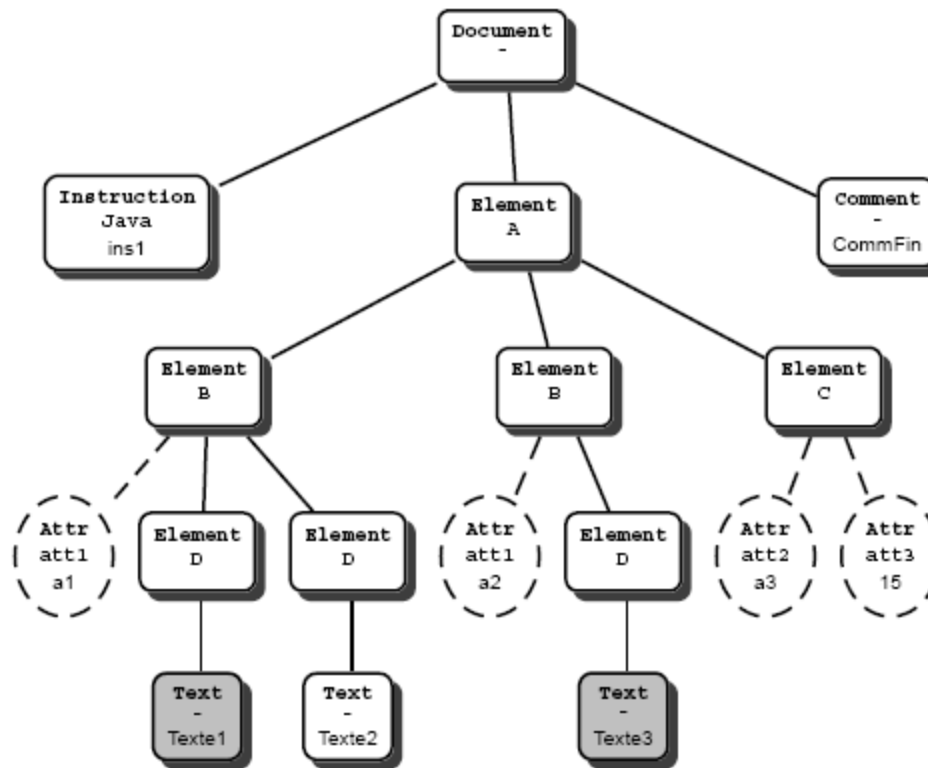 Document
-
Instruction
Java
ins1
Element
A
Comment
-
CommFin
Element
B
Element
B
Element
C
Attr
att1
a1
Element
D
Element
D
Attr
att1
a2
Element
D
Attr
att2
a3
Attr
att3
15
Text
-
Texte1
Text
-
Texte2
Text
-
Texte3